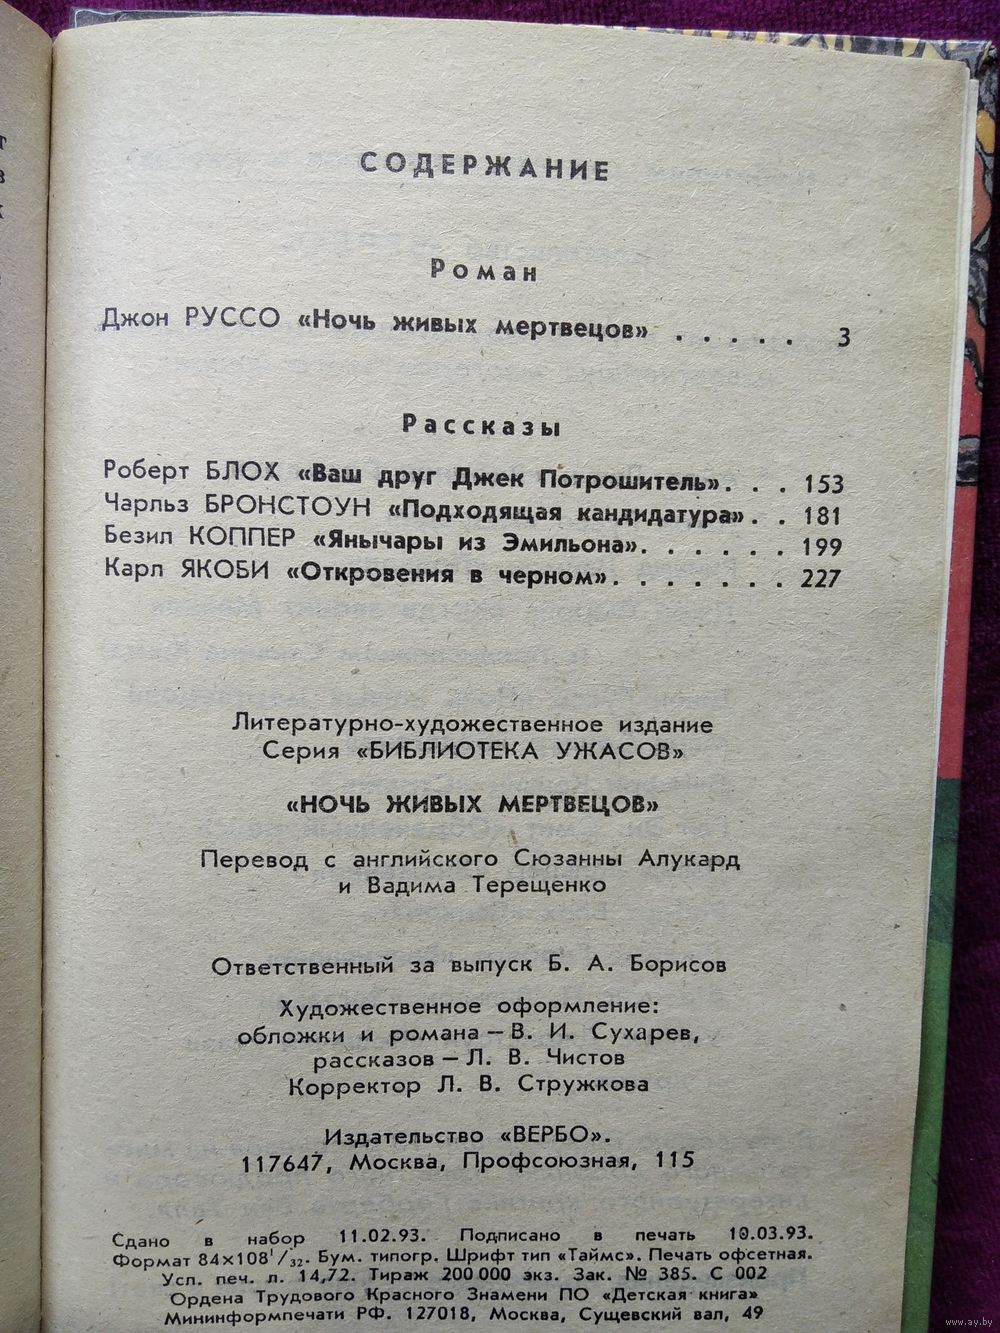 СОДЕРЖАНИЕ
Роман
Джон РУССО «Ночь живых мертвецов» . . . . . 3
Рассказы
Роберт БЛОХ «Ваш друг Джек Потрошитель». . . 153
Чарльз БРОНСТОУН «Подходящая кандидатура». . 181
Безил КОППЕР «Янычары из Эмильона». . . . . . 199
Карл ЯКОБИ «Откровения в черном». . . . . . . 227
Литературно-художественное издание
Серия «БИБЛИОТЕКА УЖАСОВ»
«НОЧЬ ЖИВЫХ МЕРТВЕЦОВ»
Перевод с английского Сюзанны Алукард
и Вадима Терещенко
Ответственный за выпуск Б. А. Борисов
Художественное оформление:
обложки и романа — В. И. Сухарев,
рассказов — Л. В. Чистов
Корректор Л. В. Стружкова
Издательство «ВЕРБО».
117647, Москва, Профсоюзная, 115
Сдано в набор 11.02.93. Подписано в печать 10.03.93.
Формат 84×108¹/₃₂. Бум. типогр. Шрифт тип «Таймс». Печать офсетная.
Усп. печ. л. 14,72. Тираж 200 000 экз. Зак. № 385. С 002
Ордена Трудового Красного Знамени ПО «Детская книга»
Мининформпечати РФ. 127018, Москва, Сущевский вал, 49
www.ay.by